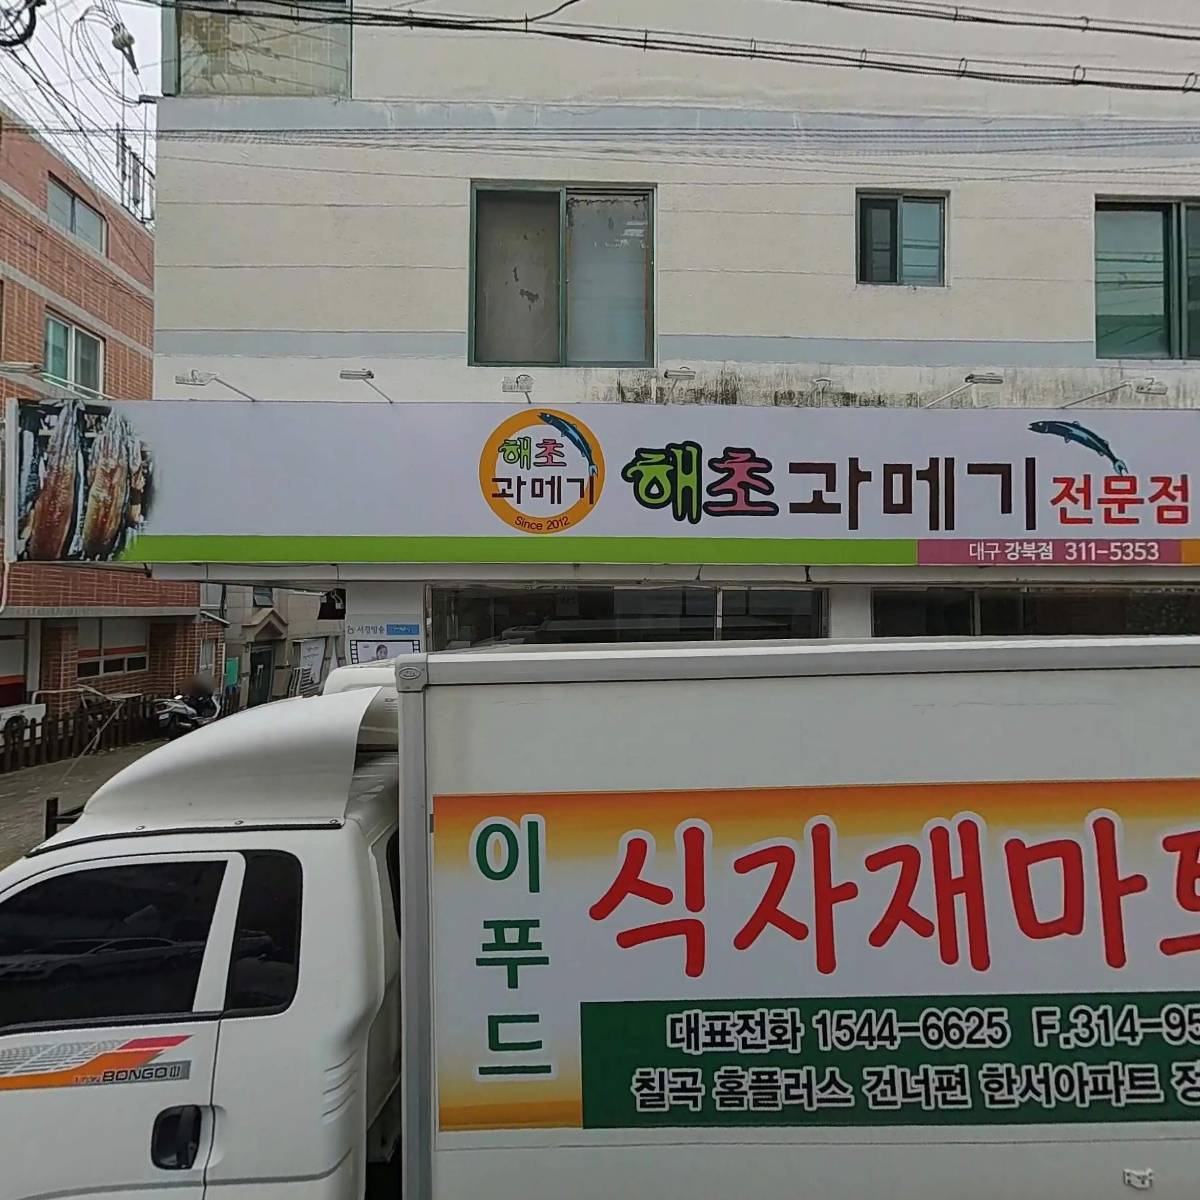 해초
과메기
Since 2012
해초과메기 전문점
대구 강북점 311-5353
이푸드
식자재마트
대표전화 1544-6625 F.314-95
칠곡 홈플러스 건너편 한서아파트 정
BONGO III